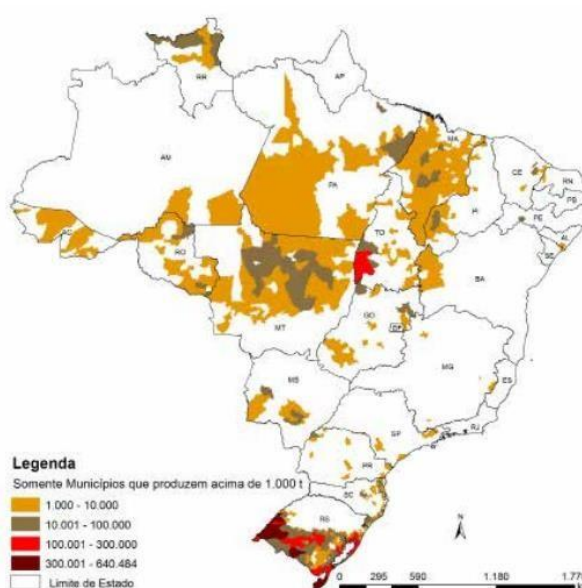 RR
AP
AM
PA
MA
CE
RN
PB
PE
PI
AL
SE
AC
RO
TO
BA
MT
GO
DF
MG
ES
MS
SP
RJ
PR
SC
RS
Legenda
Somente Municípios que produzem acima de 1.000 t
1.000 - 10.000
10.001 - 100.000
100.001 - 300.000
300.001 - 640.484
Limite de Estado
N
0 295 590 1.180 1.77